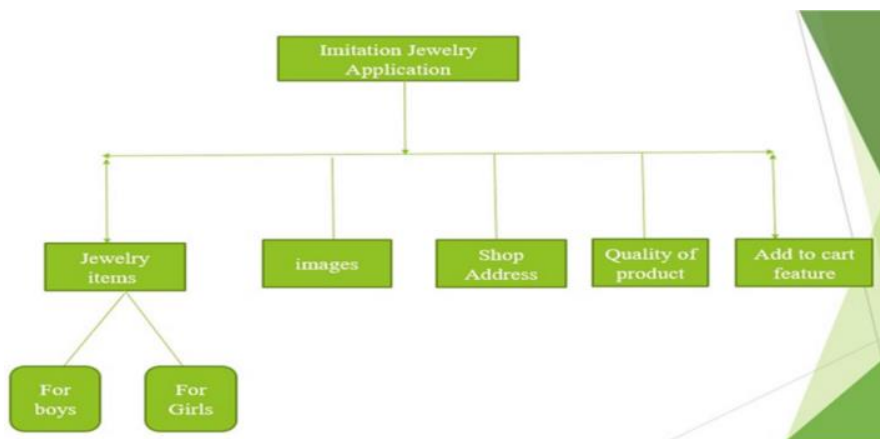 Imitation Jewelry
Application
Jewelry
items
images
Shop
Address
Quality of
product
Add to cart
feature
For
boys
For
Girls